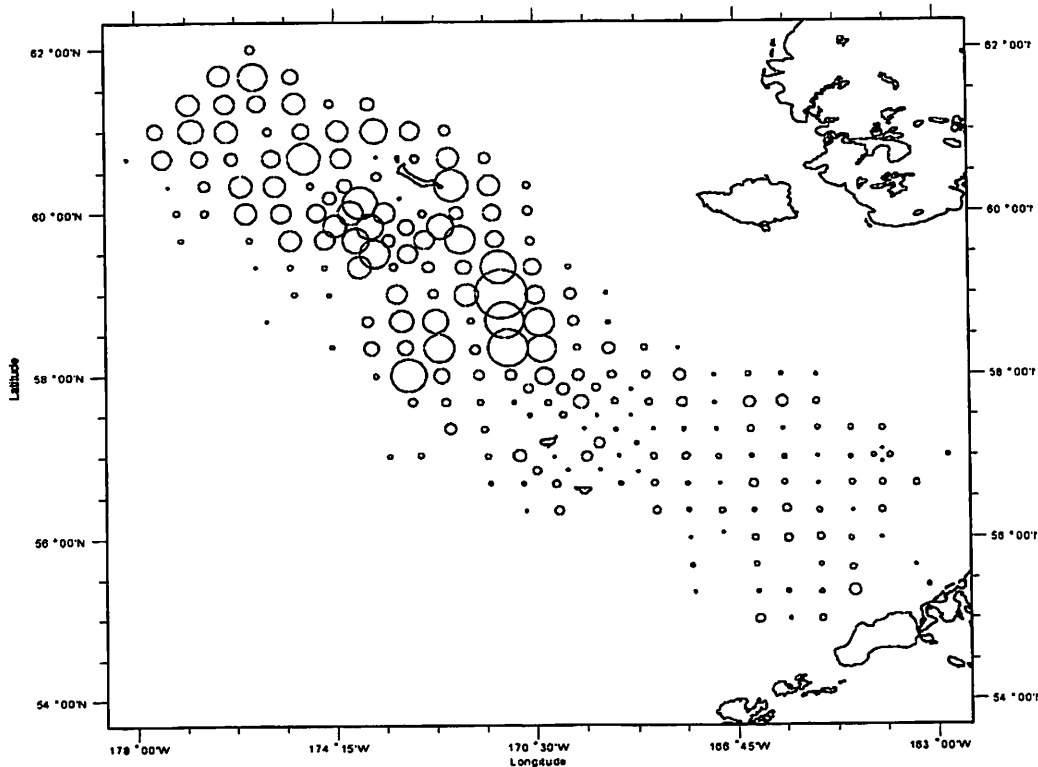 62 °00'N
62 °00'N
60 °00'N
60 °00'N
Latitude
58 °00'N
58 °00'N
56 °00'N
56 °00'N
54 °00'N
54 °00'N
178 °00'W
174 °15'W
170 °30'W
166 °45'W
163 °00'W
Longitude